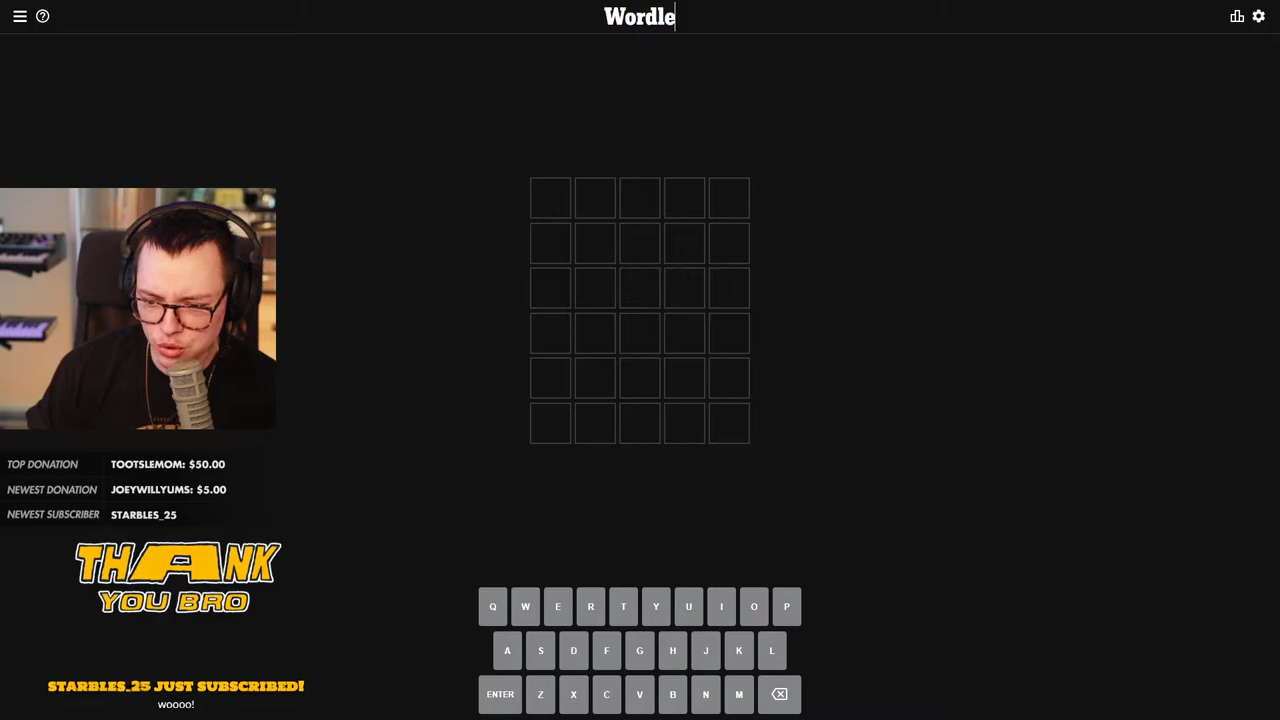 Wordle
TOP DONATION TOOTSLEMOM: $50.00
NEWEST DONATION JOEYWILLYUMS: $5.00
NEWEST SUBSCRIBER STARBLES_25
THANK
YOU BRO
STARBLES_25 JUST SUBSCRIBED!
woooo!
Q W E R T Y U I O P
A S D F G H J K L
ENTER Z X C V B N M